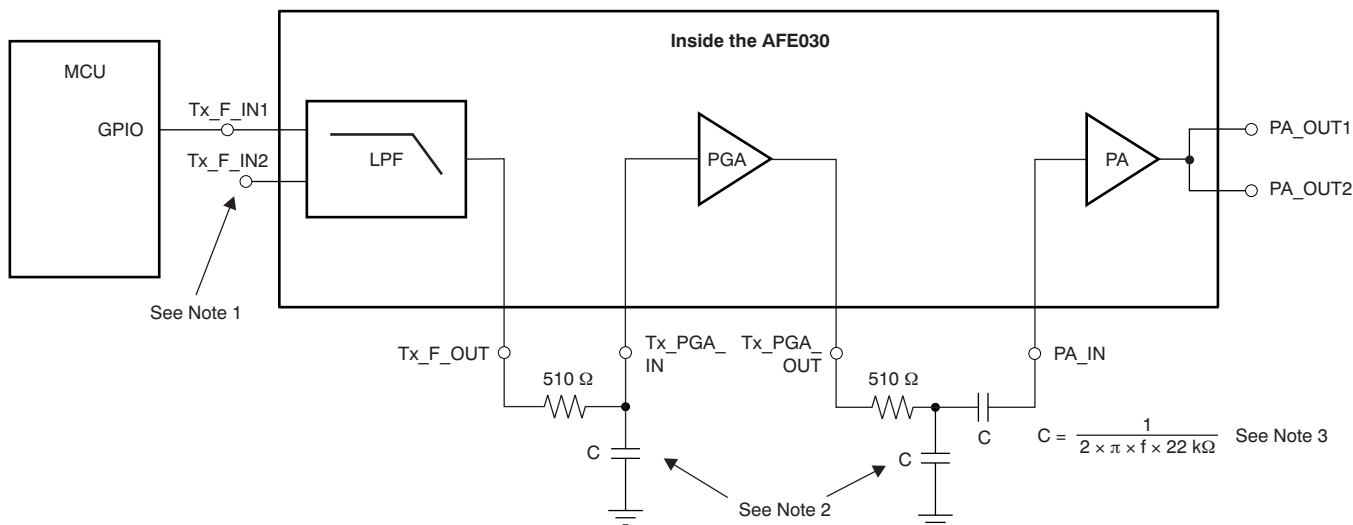 Inside the AFE030
MCU
GPIO
Tx_F_IN1
Tx_F_IN2
LPF
PGA
PA
PA_OUT1
PA_OUT2
See Note 1
Tx_F_OUT
Tx_PGA_
IN
Tx_PGA_
OUT
PA_IN
510 Ω
510 Ω
C
C
C
C = 1
2 × π × f × 22 kΩ
See Note 3
See Note 2